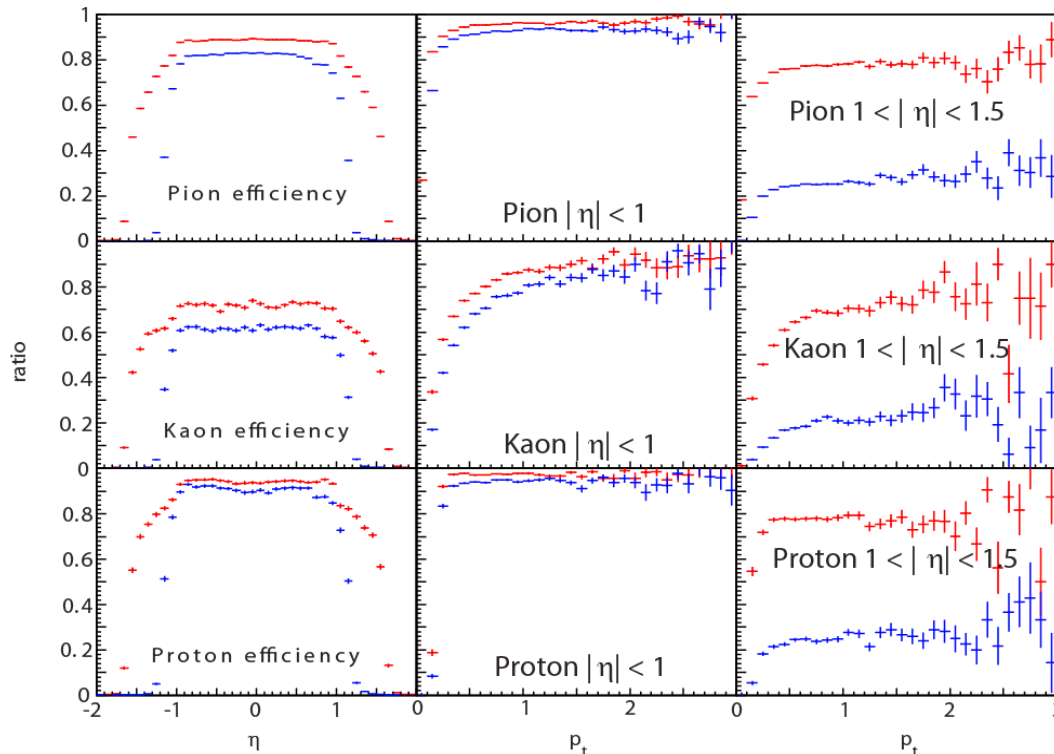 1
0.8
0.6
0.4
0.2
0
Pion efficiency
Pion | η| < 1
Pion 1 < | η| < 1.5
ratio
0.8
0.6
0.4
0.2
0
Kaon efficiency
Kaon | η| < 1
Kaon 1 < | η| < 1.5
0.8
0.6
0.4
0.2
0
Proton efficiency
Proton | η| < 1
Proton 1 < | η| < 1.5
-2 -1 0 1 0 1 2 0 1 2 3
η p_t p_t